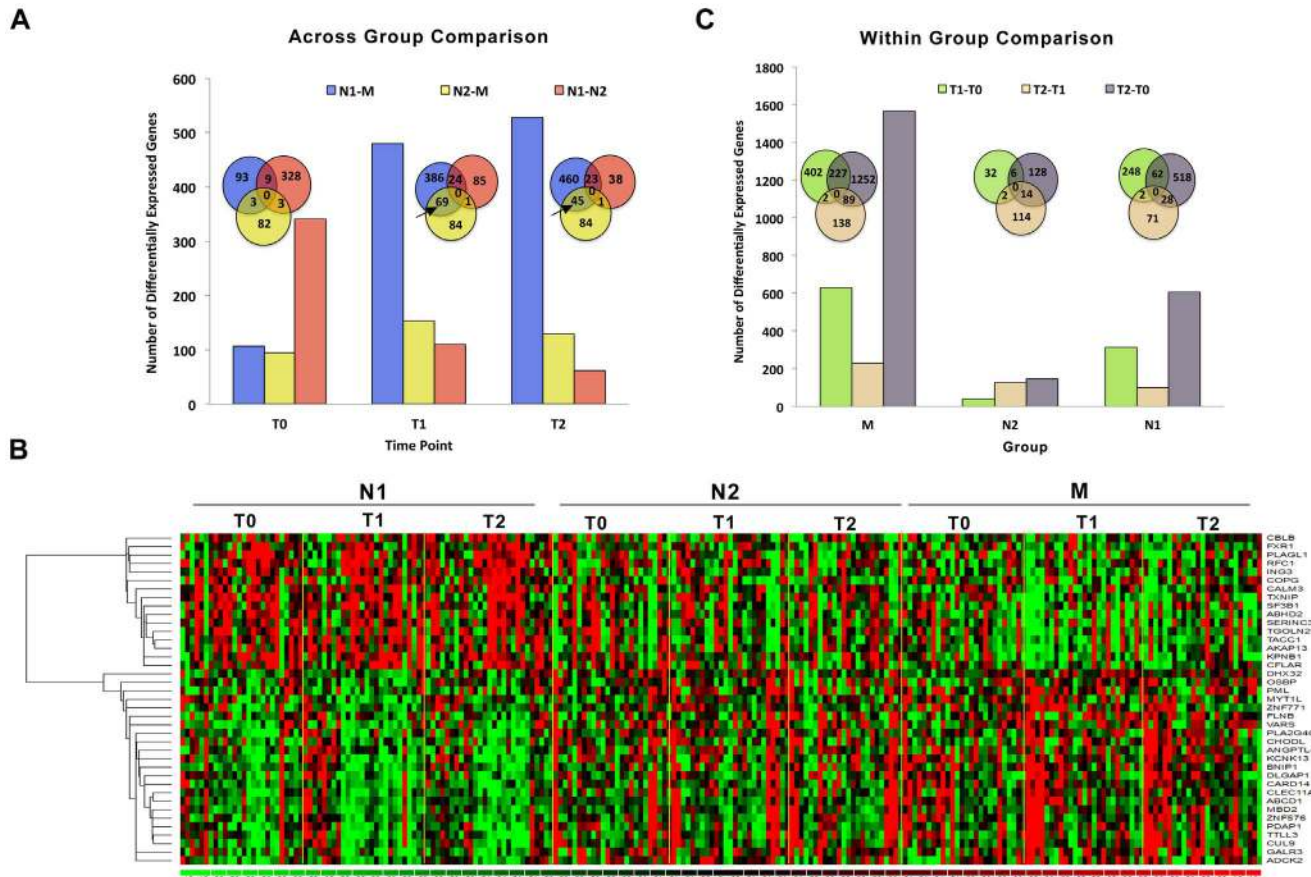 A
Across Group Comparison
Number of Differentially Expressed Genes
600
500
400
300
200
100
0
N1-M N2-M N1-N2
93 9 328
0
3 3
82
386 24 85
0
69 1
84
460 23 38
0
45 1
84
T0 T1 T2
Time Point
C
Within Group Comparison
Number of Differentially Expressed Genes
1800
1600
1400
1200
1000
800
600
400
200
0
T1-T0 T2-T1 T2-T0
402 227 1252
2 0 89
138
32 6 128
0
2 14
114
248 62 518
2 0 28
71
M N2 N1
Group
B
N1 N2 M
T0 T1 T2 T0 T1 T2 T0 T1 T2
CBLB
FXR1
PLAGL1
RFC1
ING3
COPG
CALM3
TXNIP
SF3B1
ABHD2
SERINC3
TGOLN2
TACC1
AKAP13
KPNB1
CFLAR
DHX32
OSBP
PML
MYT1L
ZNF771
FLNB
VARS
PLA2G4C
CHODL
ANGPTL
KCNK13
BNIP1
DLGAP1
CARD14
CLEC11A
ABCD1
MBD2
ZNF576
PDAP1
TTLL3
CUL9
GALR3
ADCK2